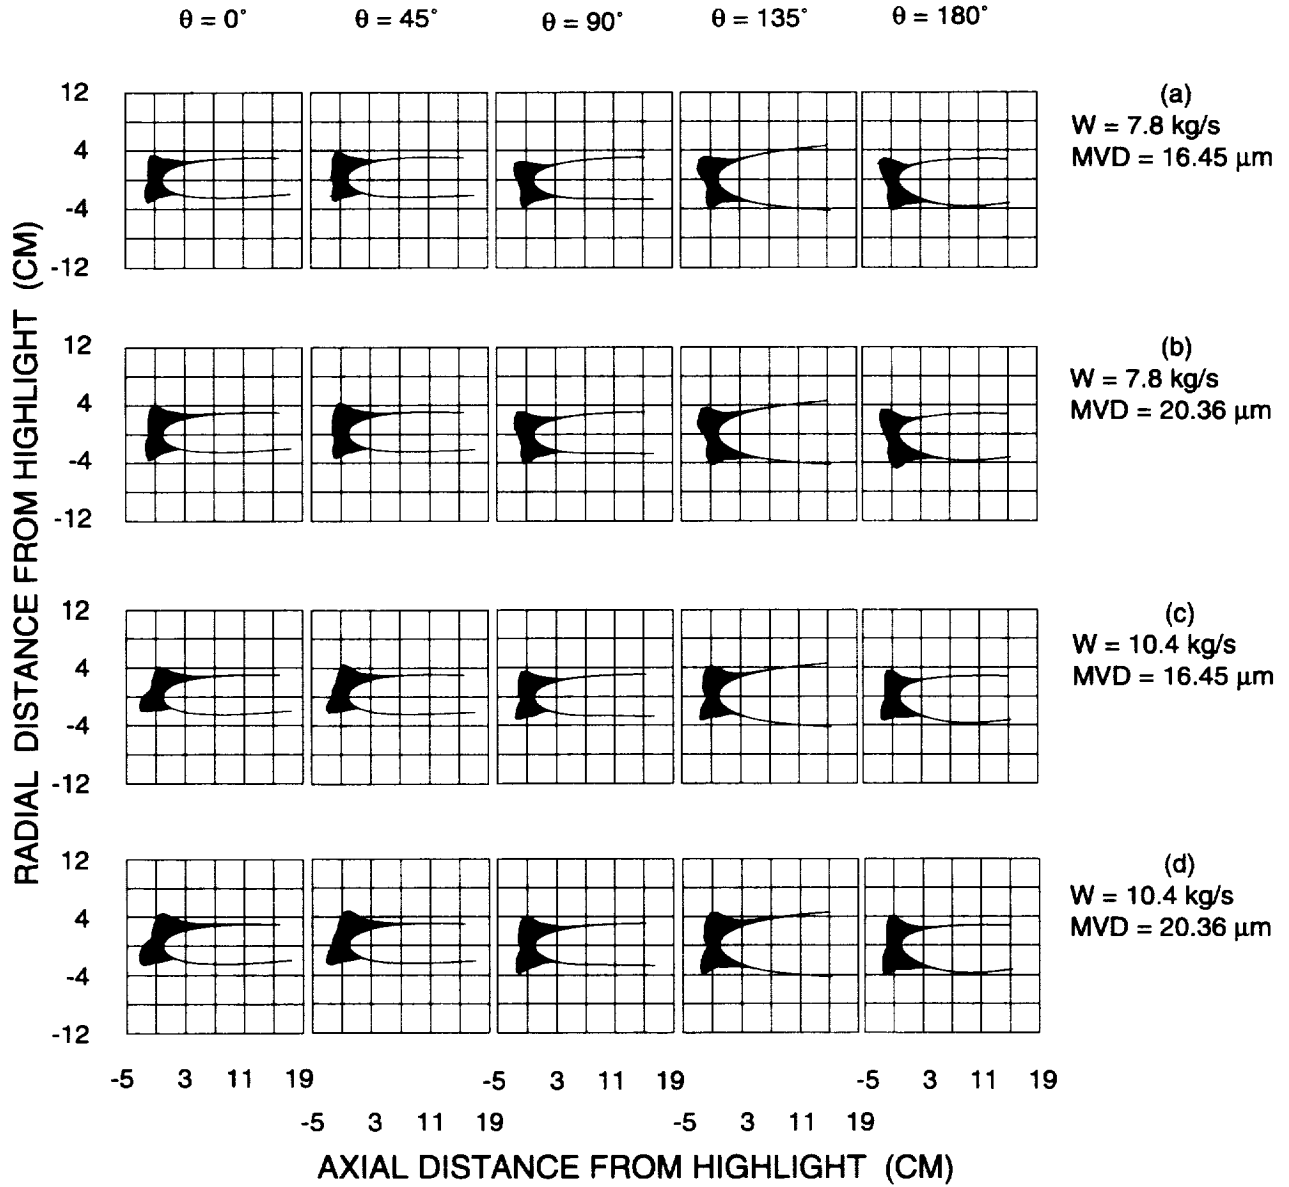 θ = 0° θ = 45° θ = 90° θ = 135° θ = 180°
12
4
-4
-12
(a)
W = 7.8 kg/s
MVD = 16.45 µm
12
4
-4
-12
(b)
W = 7.8 kg/s
MVD = 20.36 µm
12
4
-4
-12
(c)
W = 10.4 kg/s
MVD = 16.45 µm
12
4
-4
-12
(d)
W = 10.4 kg/s
MVD = 20.36 µm
RADIAL DISTANCE FROM HIGHLIGHT (CM)
-5 3 11 19 -5 3 11 19 -5 3 11 19
-5 3 11 19 -5 3 11 19
AXIAL DISTANCE FROM HIGHLIGHT (CM)